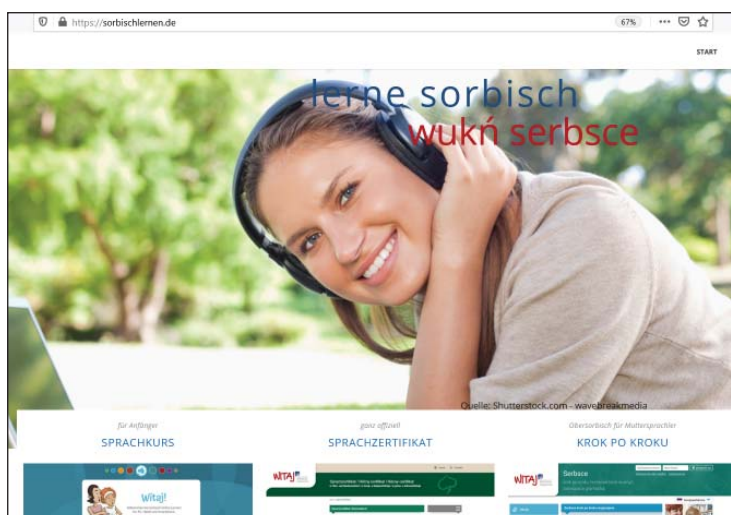 https://sorbischlernen.de
67%
START
lerne sorbisch
wukń serbsce
Quelle: Shutterstock.com - wavebreakmedia
für Anfänger
ganz offiziell
Obersorbisch für Muttersprachler
SPRACHKURS
SPRACHZERTIFIKAT
KROK PO KROKU
Witaj!
WITAJ
WITAJ
Serbsce